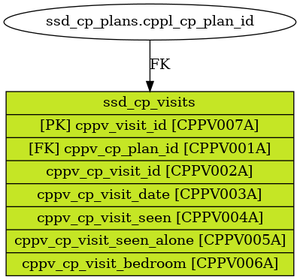 ssd_cp_plans.cppl_cp_plan_id
FK
ssd_cp_visits
[PK] cppv_visit_id [CPPV007A]
[FK] cppv_cp_plan_id [CPPV001A]
cppv_cp_visit_id [CPPV002A]
cppv_cp_visit_date [CPPV003A]
cppv_cp_visit_seen [CPPV004A]
cppv_cp_visit_seen_alone [CPPV005A]
cppv_cp_visit_bedroom [CPPV006A]